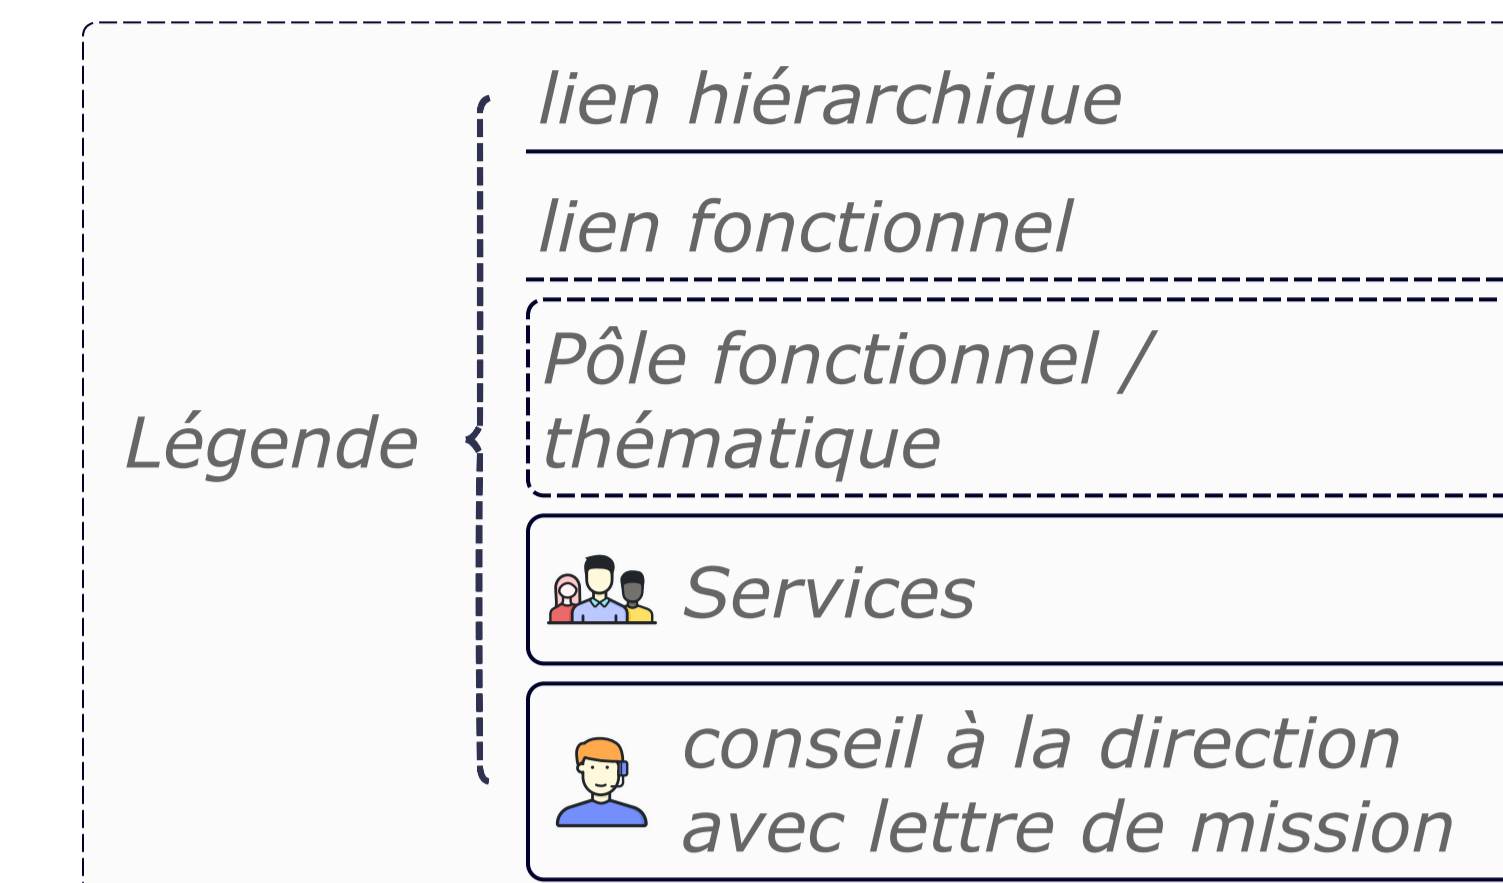 lien hiérarchique
lien fonctionnel
Pôle fonctionnel /
thématique
Légende
Services
conseil à la direction
avec lettre de mission